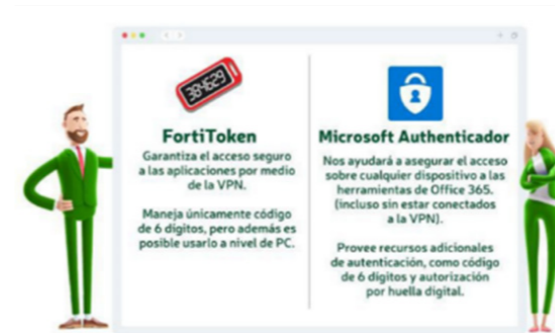 384629
FortiToken
Garantiza el acceso seguro
a las aplicaciones por medio
de la VPN.
Maneja únicamente código
de 6 dígitos, pero además es
posible usarlo a nivel de PC.
Microsoft Authenticador
Nos ayudará a asegurar el acceso
sobre cualquier dispositivo a las
herramientas de Office 365.
(incluso sin estar conectados
a la VPN).
Provee recursos adicionales
de autenticación, como código
de 6 dígitos y autorización
por huella digital.